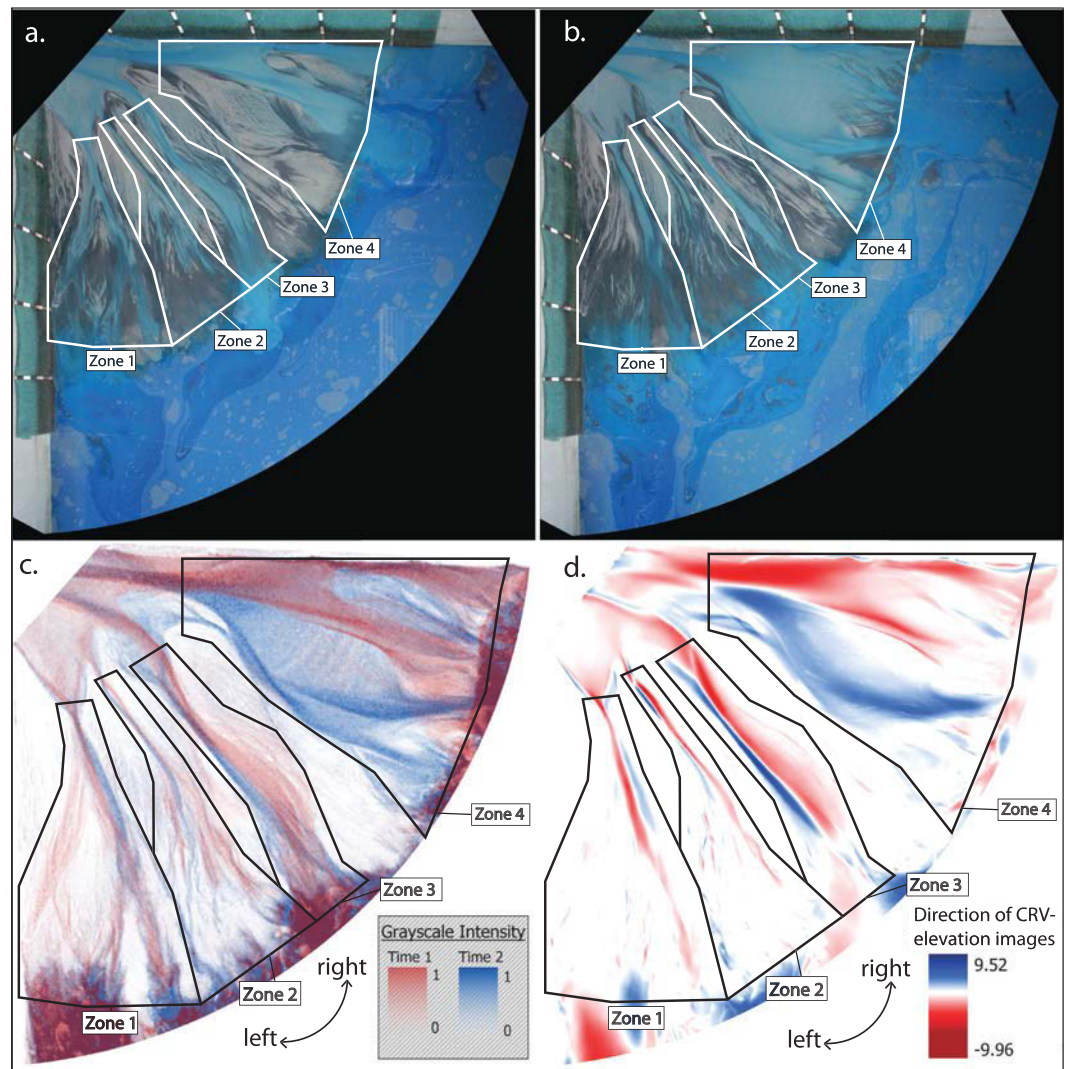 a.
Zone 4
Zone 3
Zone 2
Zone 1
b.
Zone 4
Zone 3
Zone 2
Zone 1
c.
Zone 4
Zone 3
Zone 2
Zone 1
right
left
Grayscale Intensity
Time 1 Time 2
1 1
0 0
d.
Zone 4
Zone 3
Zone 2
Zone 1
right
left
Direction of CRV-
elevation images
9.52
-9.96